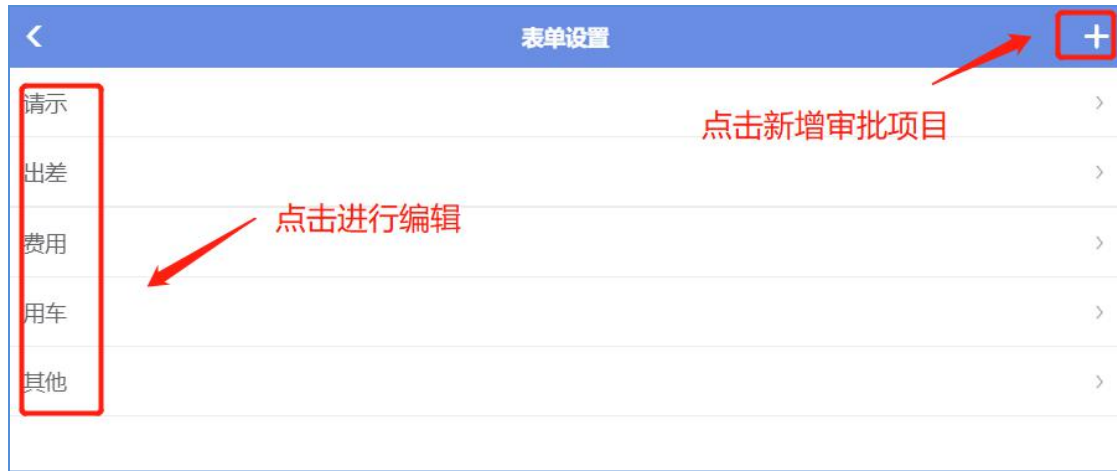 表单设置
请示
点击新增审批项目
出差
点击进行编辑
费用
用车
其他